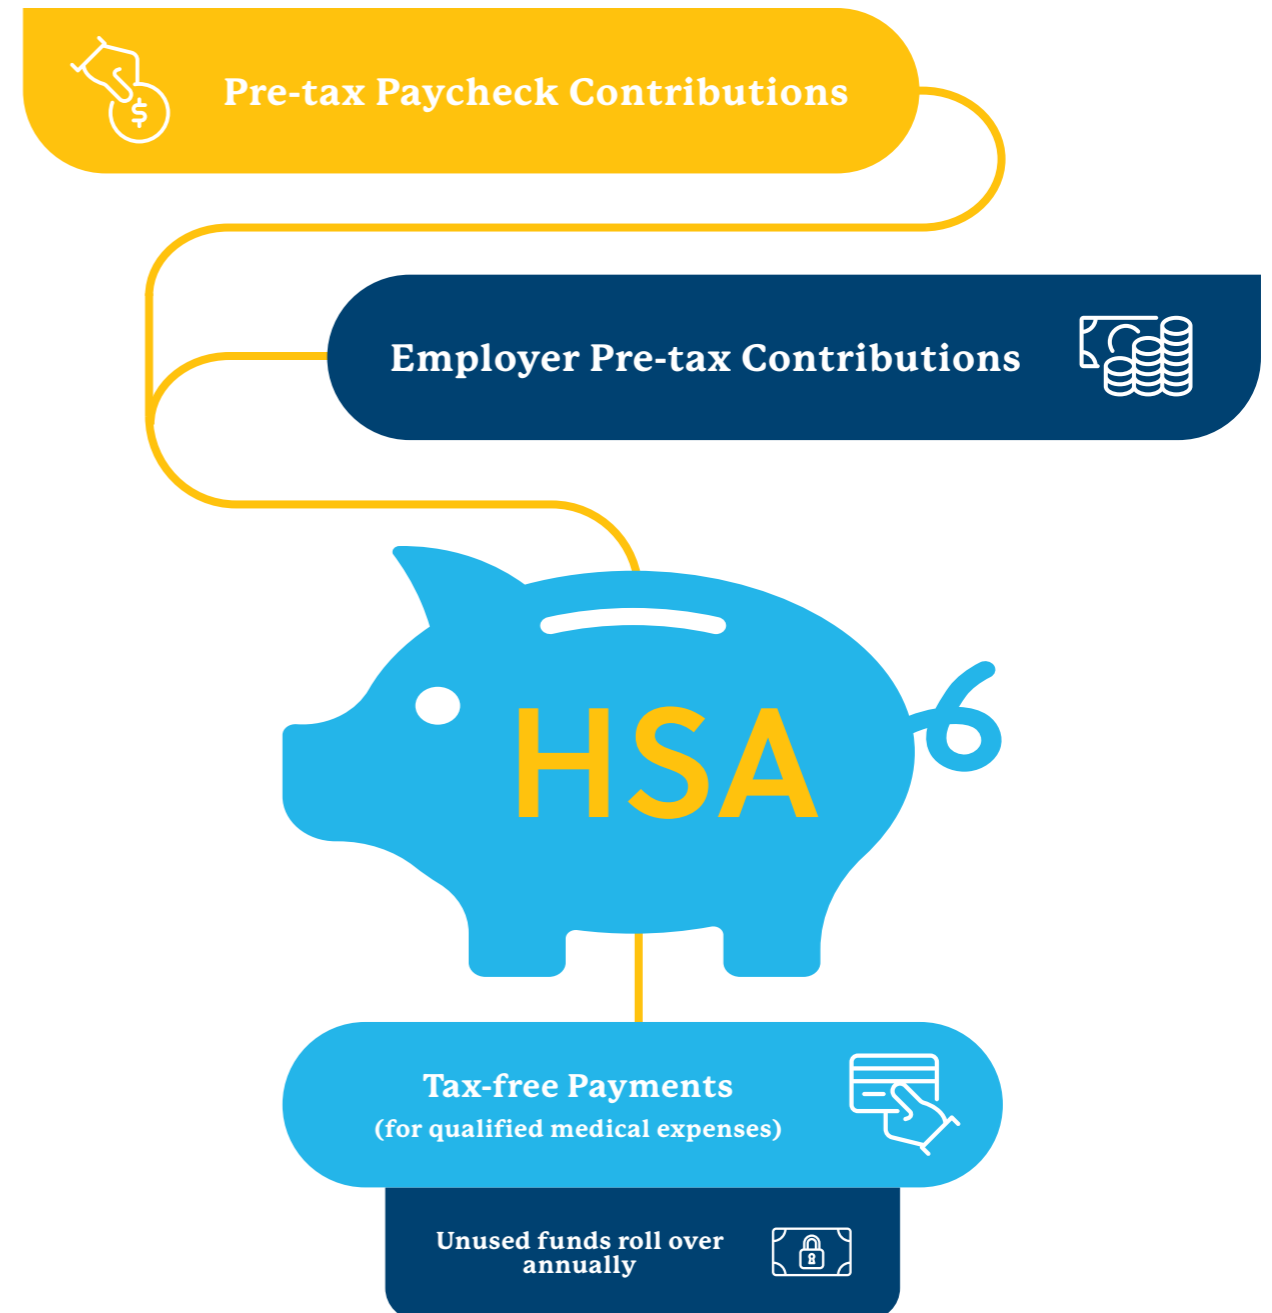 Pre-tax Paycheck Contributions
Employer Pre-tax Contributions
HSA
Tax-free Payments
(for qualified medical expenses)
Unused funds roll over
annually